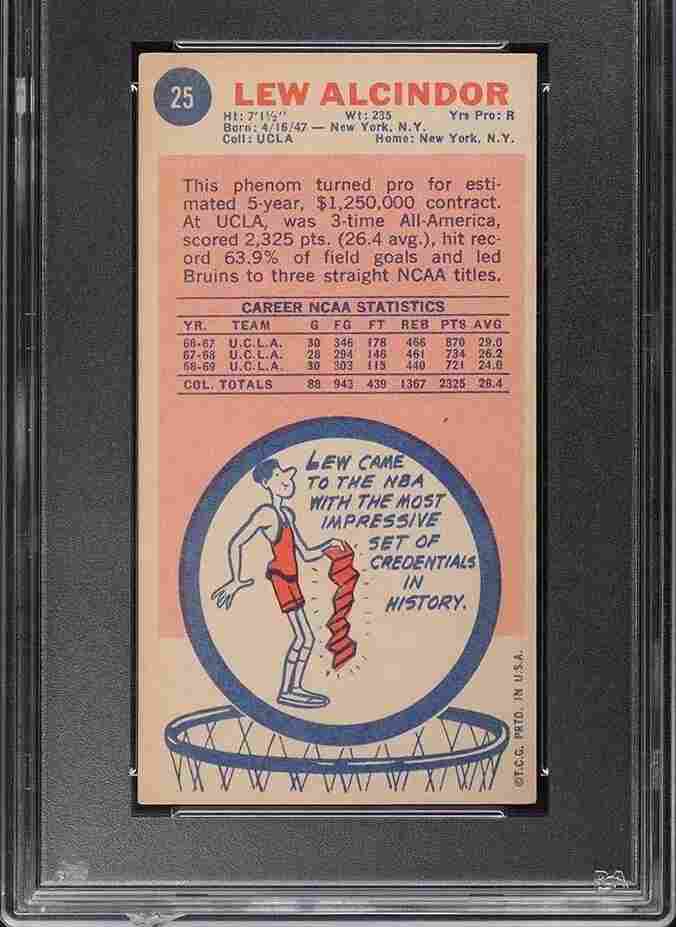 25
LEW ALCINDOR
Ht: 7'1½" Wt: 235 Yrs Pro: R
Born: 4/16/47 — New York, N.Y.
Coll: UCLA Home: New York, N.Y.
This phenom turned pro for esti-
mated 5-year, $1,250,000 contract.
At UCLA, was 3-time All-America,
scored 2,325 pts. (26.4 avg.), hit rec-
ord 63.9% of field goals and led
Bruins to three straight NCAA titles.
CAREER NCAA STATISTICS
YR. TEAM G FG FT REB PTS AVG
66-67 U.C.L.A. 30 346 178 466 870 29.0
67-68 U.C.L.A. 28 294 146 461 734 26.2
68-69 U.C.L.A. 30 303 115 440 721 24.0
COL. TOTALS 88 943 439 1367 2325 26.4
LEW CAME
TO THE NBA
WITH THE MOST
IMPRESSIVE
SET OF
CREDENTIALS
IN
HISTORY.
©T.C.G. PRTD. IN U.S.A.